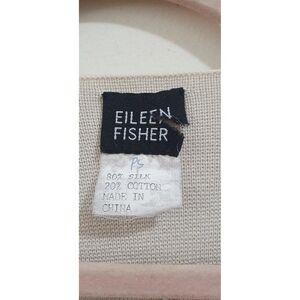 EILEEN
FISHER
PS
80% SILK
20% COTTON
MADE IN
CHINA